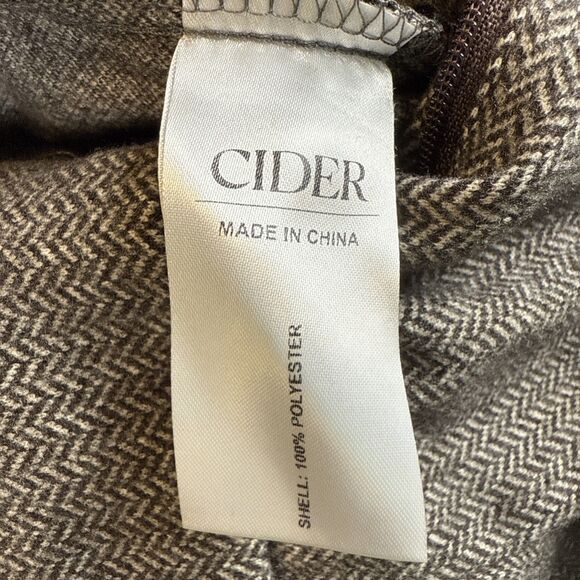 CIDER
MADE IN CHINA
SHELL: 100% POLYESTER